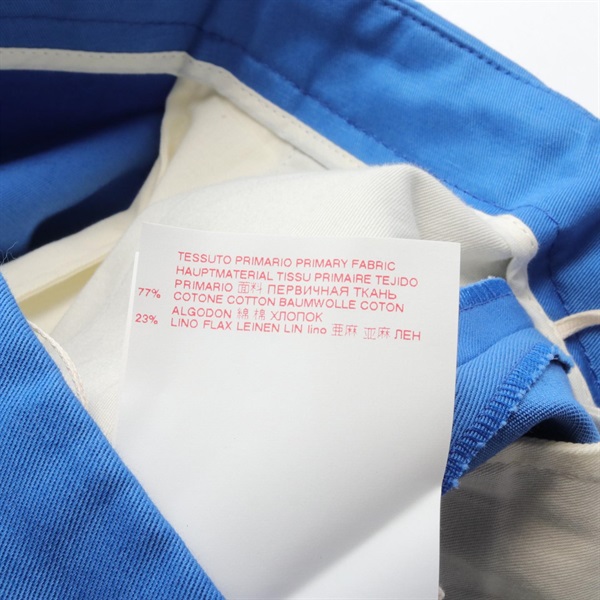 TESSUTO PRIMARIO PRIMARY FABRIC
HAUPTMATERIAL TISSU PRIMAIRE TEJIDO
PRIMARIO 面料 ПЕРВИЧНАЯ ТКАНЬ
77% COTONE COTTON BAUMWOLLE COTON
ALGODON 綿 棉 ХЛОПОК
23% LINO FLAX LEINEN LIN lino 亜麻 亚麻 ЛЕН